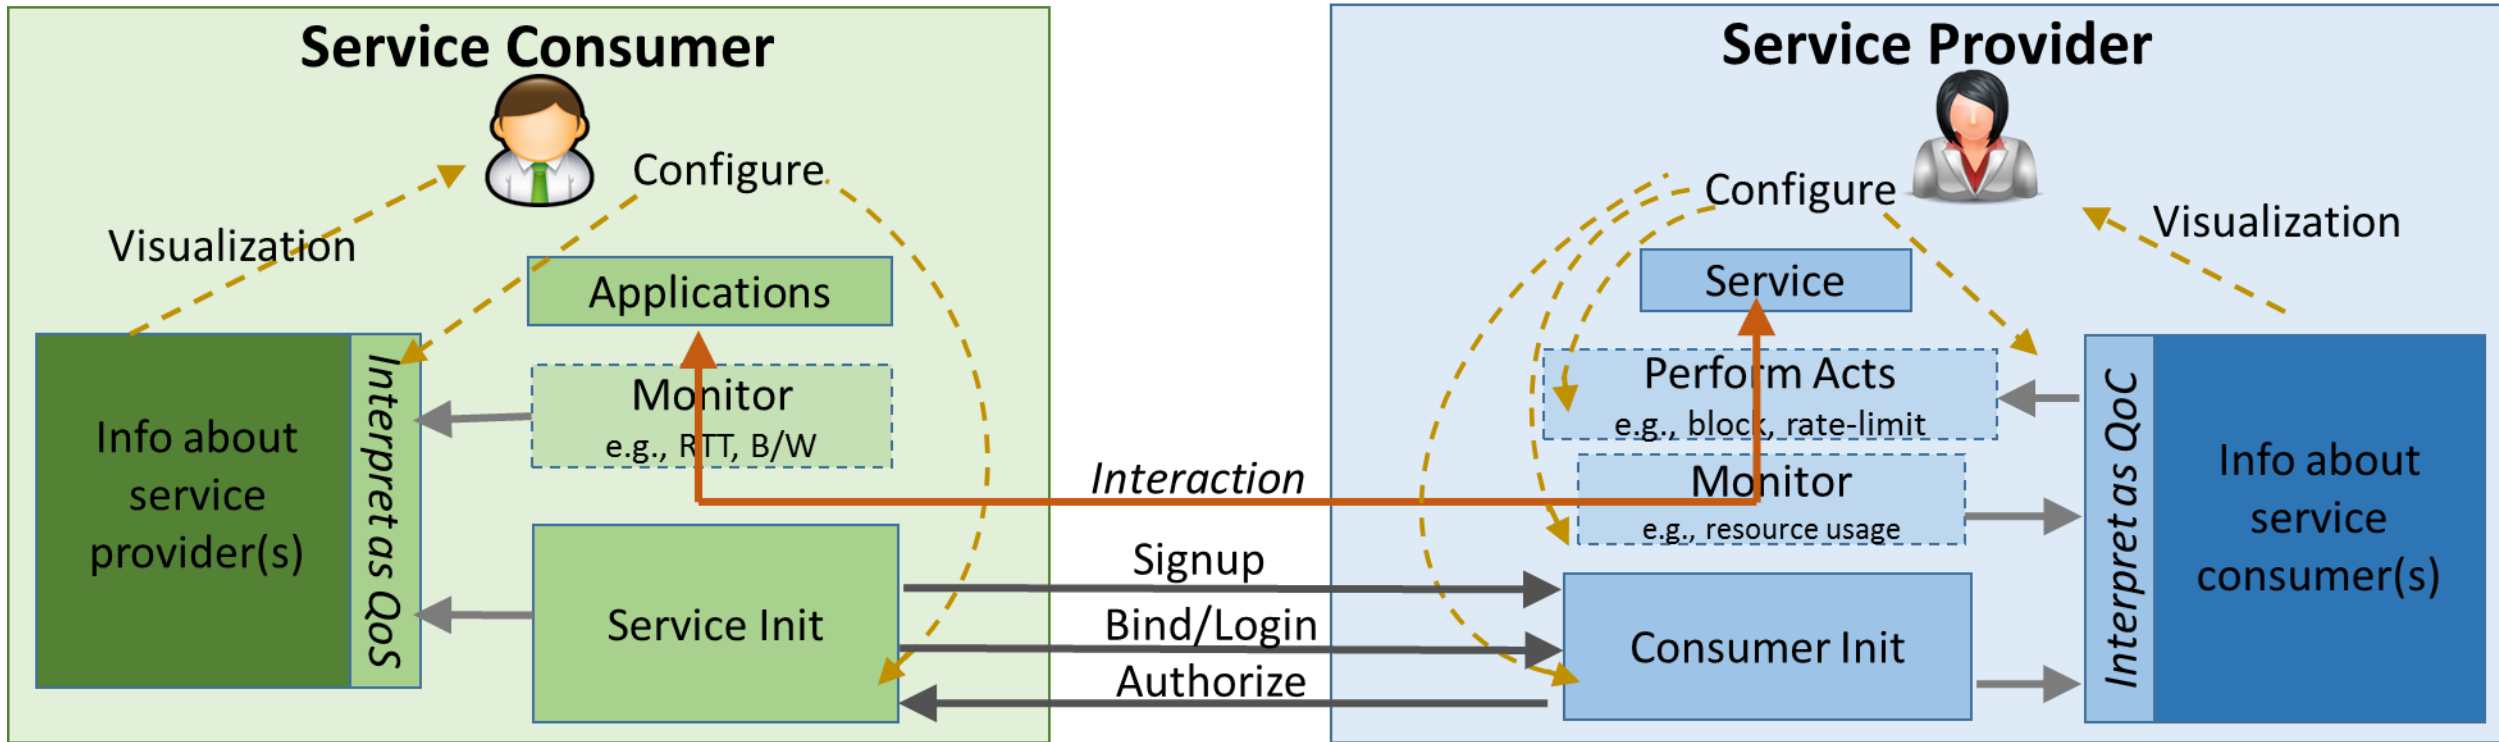 Service Consumer
Configure
Visualization
Applications
Monitor
e.g., RTT, B/W
Info about
service
provider(s)
Interpret as QoS
Service Init
Interaction
Signup
Bind/Login
Authorize
Service Provider
Configure
Visualization
Service
Perform Acts
e.g., block, rate-limit
Monitor
e.g., resource usage
Consumer Init
Interpret as QoC
Info about
service
consumer(s)